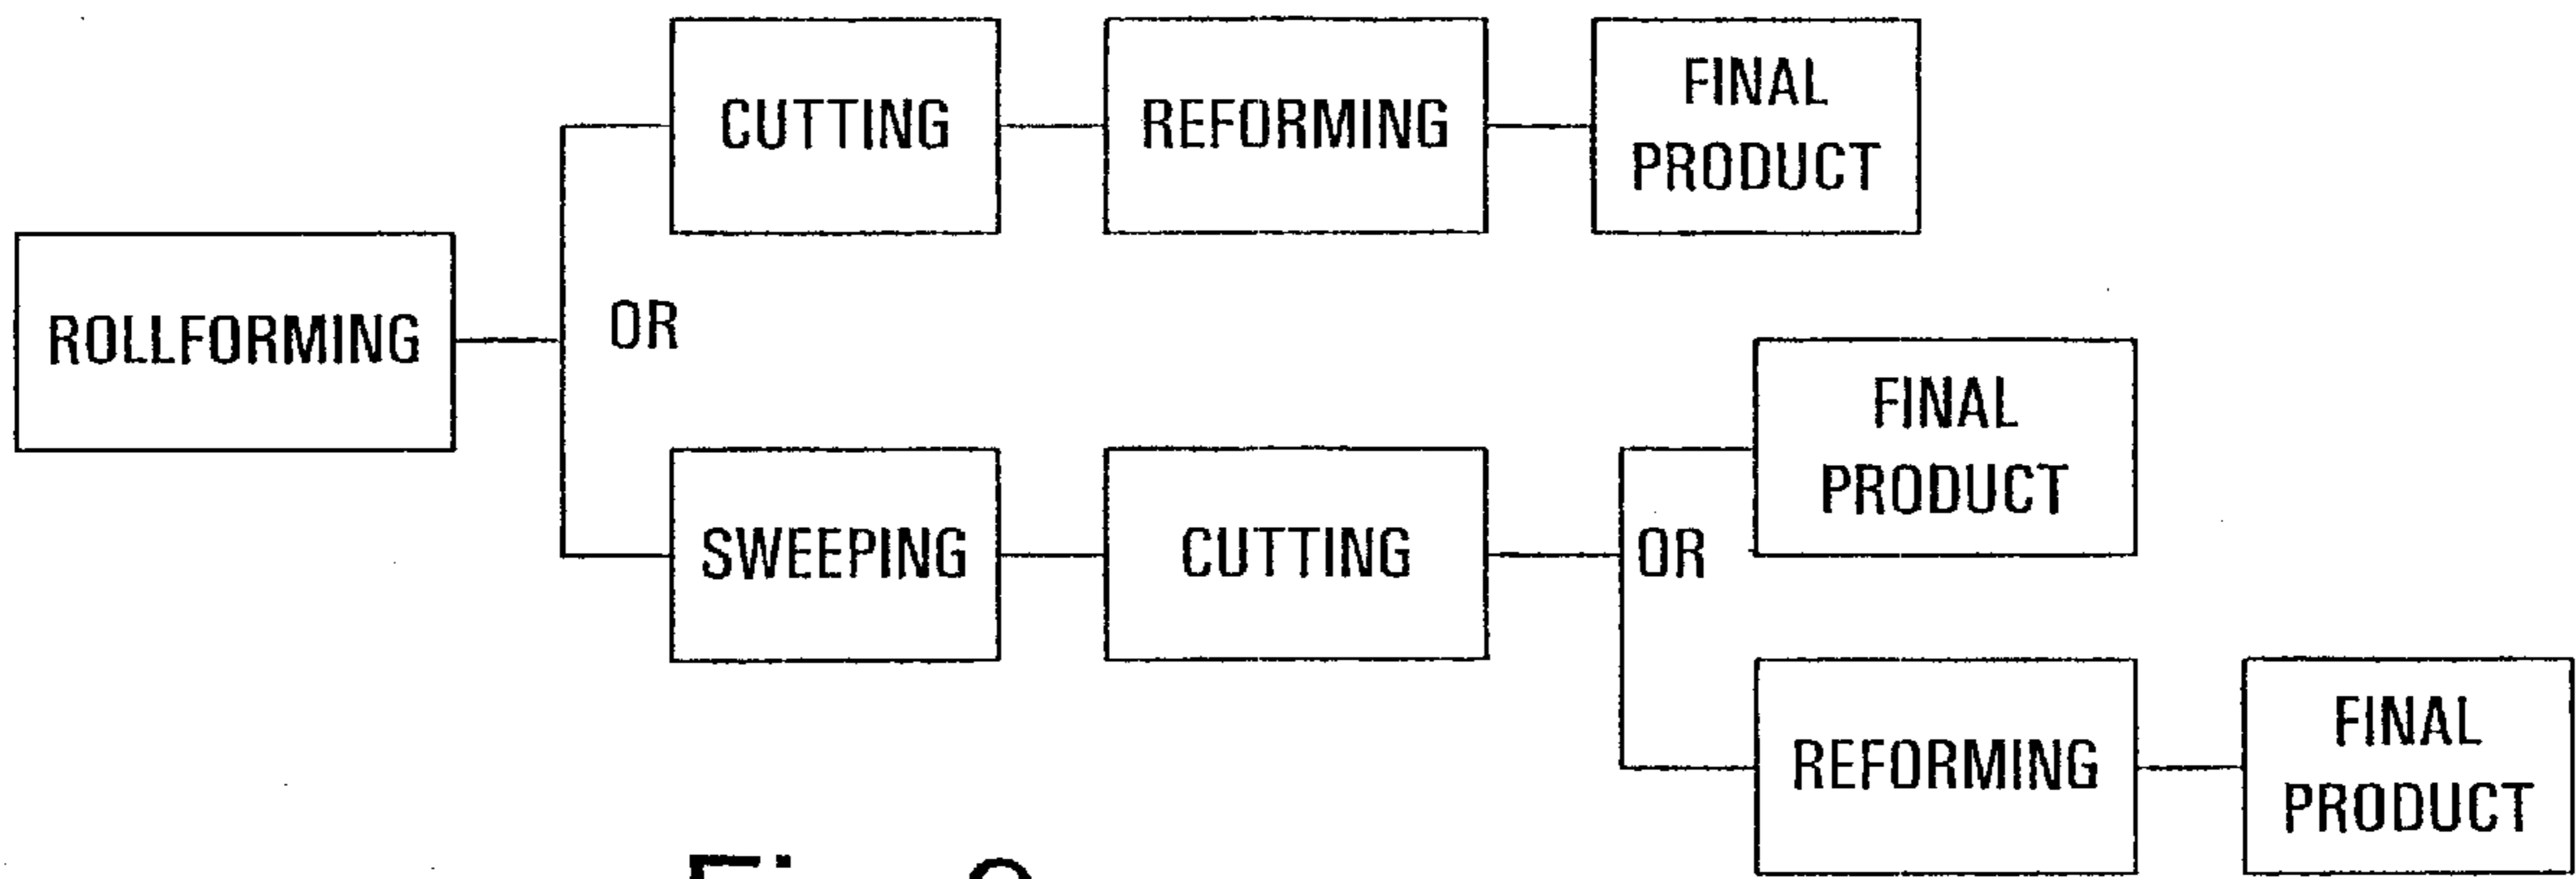 CUTTING
REFORMING
FINAL
PRODUCT
ROLLFORMING
OR
SWEEPING
CUTTING
OR
FINAL
PRODUCT
REFORMING
FINAL
PRODUCT